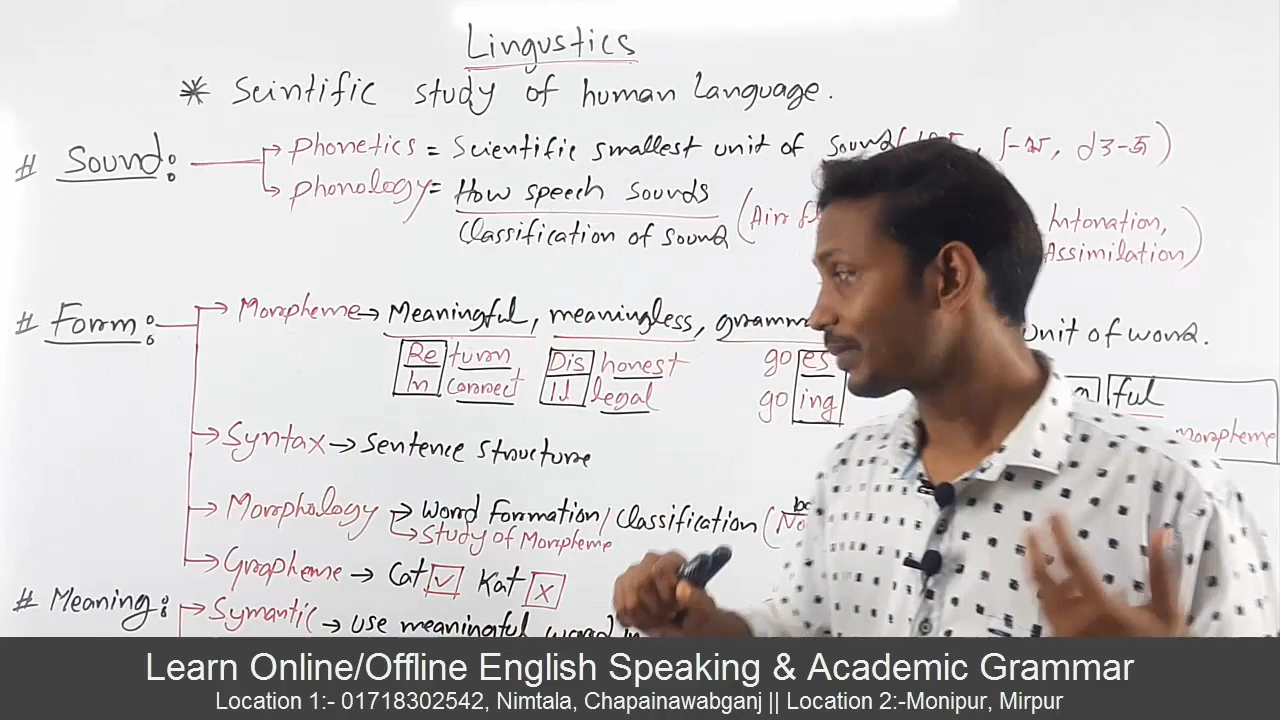 Lingustics
* Scintific study of human Language.
# Sound: → Phonetics = Scientific smallest unit of sound ( , ʃ-শ, dʒ-জ)
→ Phonology = How speech sounds
Classification of sound (Air Intonation,
Assimilation)
# Form: → Morpheme → Meaningful, meaningless, unit of word.
Re turn Dis honest go es ful
In correct Il legal go ing morpheme
→ Syntax → Sentence structure
→ Morphology → Word Formation/Classification
→ Study of Morpheme
→ Grapheme → Cat ✓ Kat x
# Meaning: → Symantic → use meaningful word in
Learn Online/Offline English Speaking & Academic Grammar
Location 1:- 01718302542, Nimtala, Chapainawabganj || Location 2:-Monipur, Mirpur